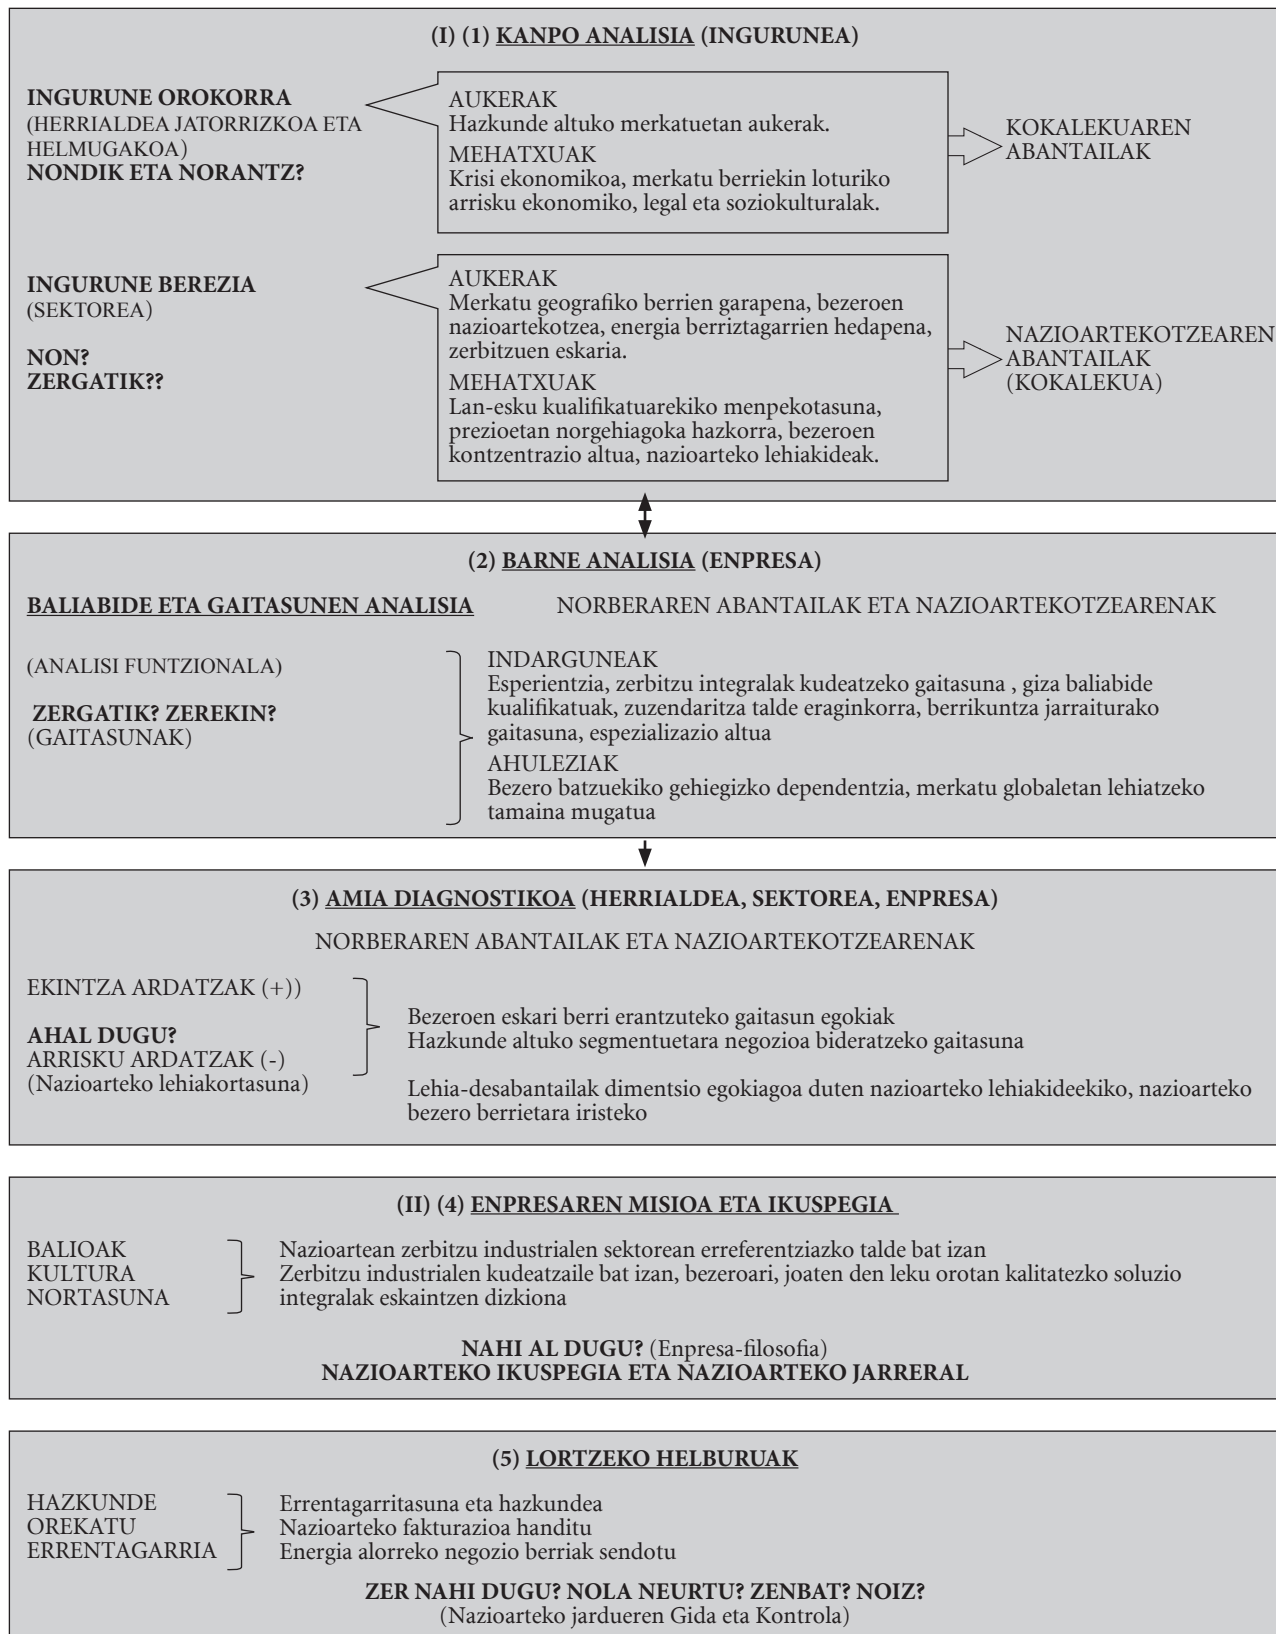 (I) (1) KANPO ANALISIA (INGURUNEA)
INGURUNE OROKORRA
(HERRIALDEA JATORRIZKOA ETA
HELMUGAKOA)
NONDIK ETA NORANTZ?
AUKERAK
Hazkunde altuko merkatuetan aukerak.
MEHATXUAK
Krisi ekonomikoa, merkatu berriekin loturiko
arrisku ekonomiko, legal eta soziokulturalak.
KOKALEKUAREN
ABANTAILAK
INGURUNE BEREZIA
(SEKTOREA)
NON?
ZERGATIK??
AUKERAK
Merkatu geografiko berrien garapena, bezeroen
nazioartekotzea, energia berriztagarrien hedapena,
zerbitzuen eskaria.
MEHATXUAK
Lan-esku kualifikatuarekiko menpekotasuna,
prezioetan norgehiagoka hazkorra, bezeroen
kontzentrazio altua, nazioarteko lehiakideak.
NAZIOARTEKOTZEAREN
ABANTAILAK
(KOKALEKUA)
(2) BARNE ANALISIA (ENPRESA)
BALIABIDE ETA GAITASUNEN ANALISIA
NORBERAREN ABANTAILAK ETA NAZIOARTEKOTZEARENAK
(ANALISI FUNTZIONALA)
ZERGATIK? ZEREKIN?
(GAITASUNAK)
INDARGUNEAK
Esperientzia, zerbitzu integralak kudeatzeko gaitasuna , giza baliabide
kualifikatuak, zuzendaritza talde eraginkorra, berrikuntza jarraiturako
gaitasuna, espezializazio altua
AHULEZIAK
Bezero batzuekiko gehiegizko dependentzia, merkatu globaletan lehiatzeko
tamaina mugatua
(3) AMIA DIAGNOSTIKOA (HERRIALDEA, SEKTOREA, ENPRESA)
NORBERAREN ABANTAILAK ETA NAZIOARTEKOTZEARENAK
EKINTZA ARDATZAK (+))
AHAL DUGU?
ARRISKU ARDATZAK (-)
(Nazioarteko lehiakortasuna)
Bezeroen eskari berri erantzuteko gaitasun egokiak
Hazkunde altuko segmentuetara negozioa bideratzeko gaitasuna
Lehia-desabantailak dimentsio egokiagoa duten nazioarteko lehiakideekiko, nazioarteko
bezero berrietara iristeko
(II) (4) ENPRESAREN MISIOA ETA IKUSPEGIA
BALIOAK
KULTURA
NORTASUNA
Nazioartean zerbitzu industrialen sektorean erreferentziazko talde bat izan
Zerbitzu industrialen kudeatzaile bat izan, bezeroari, joaten den leku orotan kalitatezko soluzio
integralak eskaintzen dizkiona
NAHI AL DUGU? (Enpresa-filosofia)
NAZIOARTEKO IKUSPEGIA ETA NAZIOARTEKO JARRERAL
(5) LORTZEKO HELBURUAK
HAZKUNDE
OREKATU
ERRENTAGARRIA
Errentagarritasuna eta hazkundea
Nazioarteko fakturazioa handitu
Energia alorreko negozio berriak sendotu
ZER NAHI DUGU? NOLA NEURTU? ZENBAT? NOIZ?
(Nazioarteko jardueren Gida eta Kontrola)